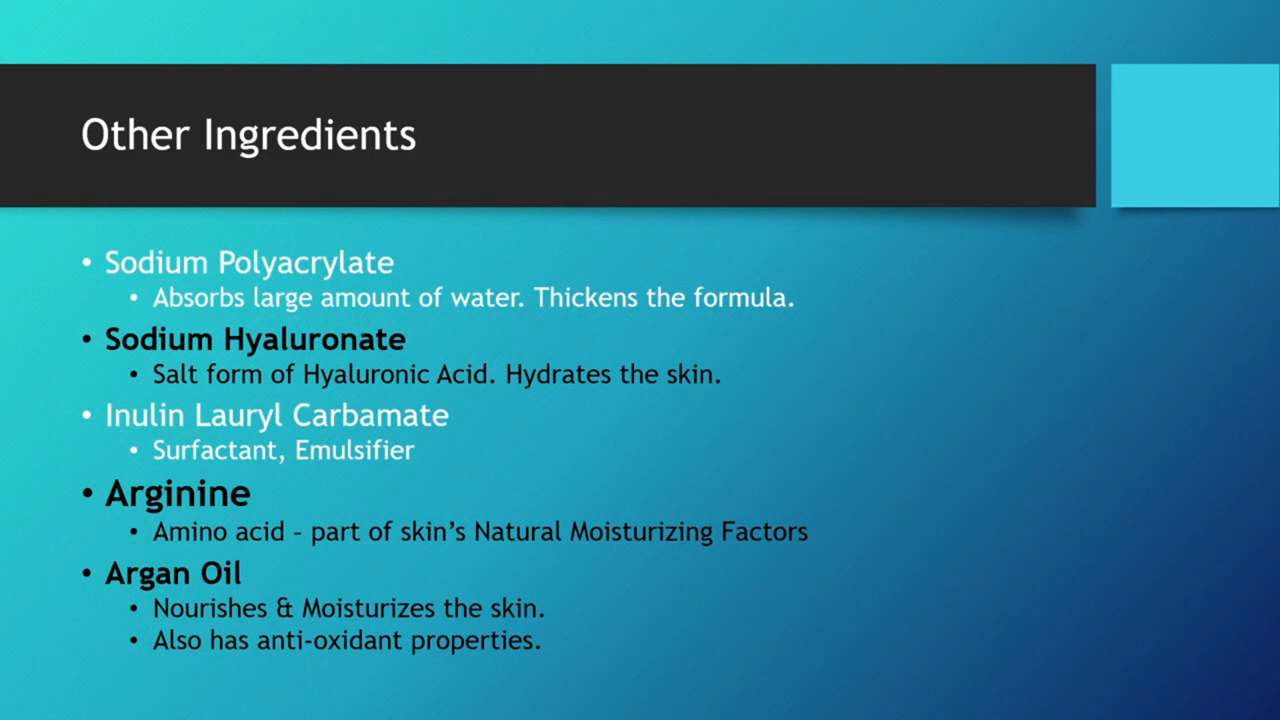 Other Ingredients
• Sodium Polyacrylate
• Absorbs large amount of water. Thickens the formula.
• Sodium Hyaluronate
• Salt form of Hyaluronic Acid. Hydrates the skin.
• Inulin Lauryl Carbamate
• Surfactant, Emulsifier
• Arginine
• Amino acid – part of skin’s Natural Moisturizing Factors
• Argan Oil
• Nourishes & Moisturizes the skin.
• Also has anti-oxidant properties.